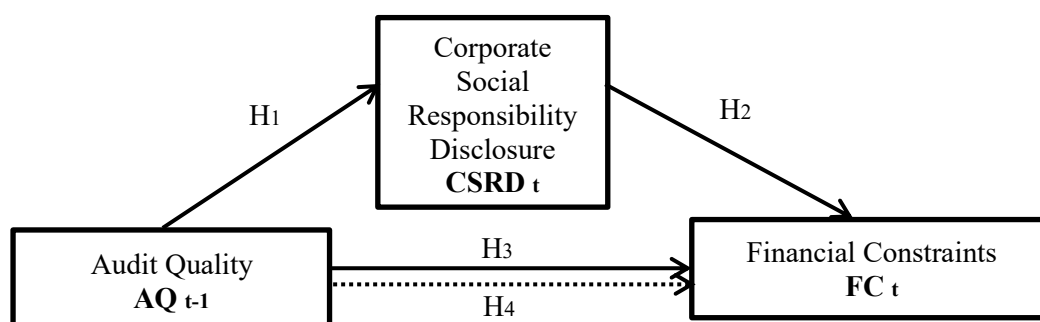 Corporate
Social
Responsibility
Disclosure
CSRD t
H1
H2
Audit Quality
AQ t-1
H3
H4
Financial Constraints
FC t